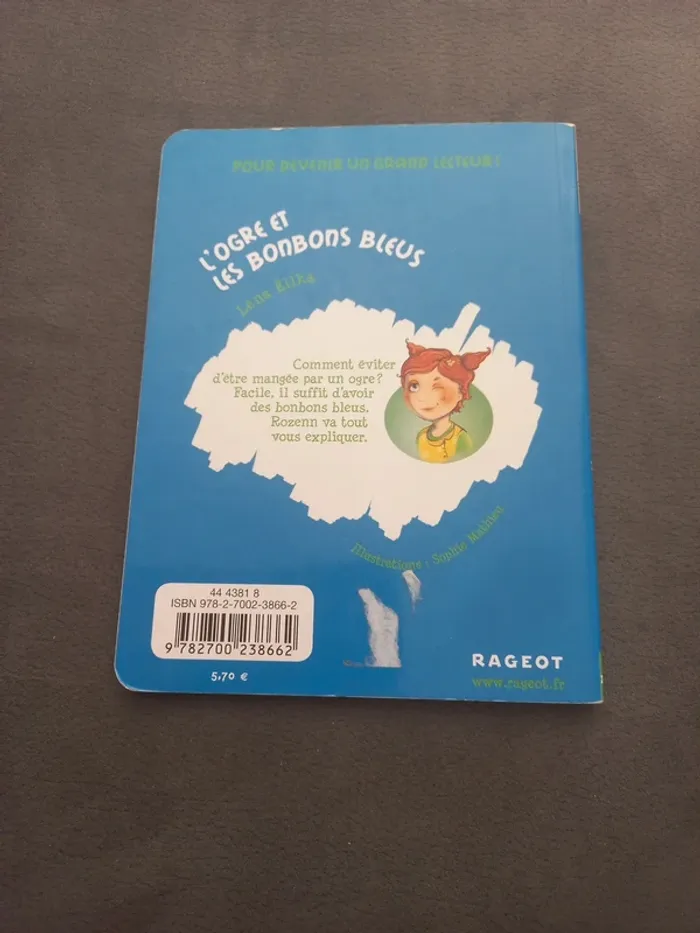 POUR DEVENIR UN GRAND LECTEUR !
L'OGRE ET
LES BONBONS BLEUS
Léna Ellka
Comment éviter
d'être mangée par un ogre ?
Facile, il suffit d'avoir
des bonbons bleus.
Rozenn va tout
vous expliquer.
Illustrations : Sophie Mathieu
44 4381 8
ISBN 978-2-7002-3866-2
9 782700 238662
5,70 €
RAGEOT
www.rageot.fr